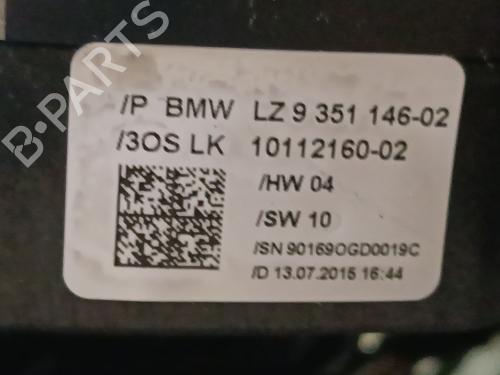 /P BMW LZ 9 351 146-02
/3OS LK 10112160-02
/HW 04
/SW 10
/SN 90169OGD0019C
/D 13.07.2015 16:44
B-PARTS